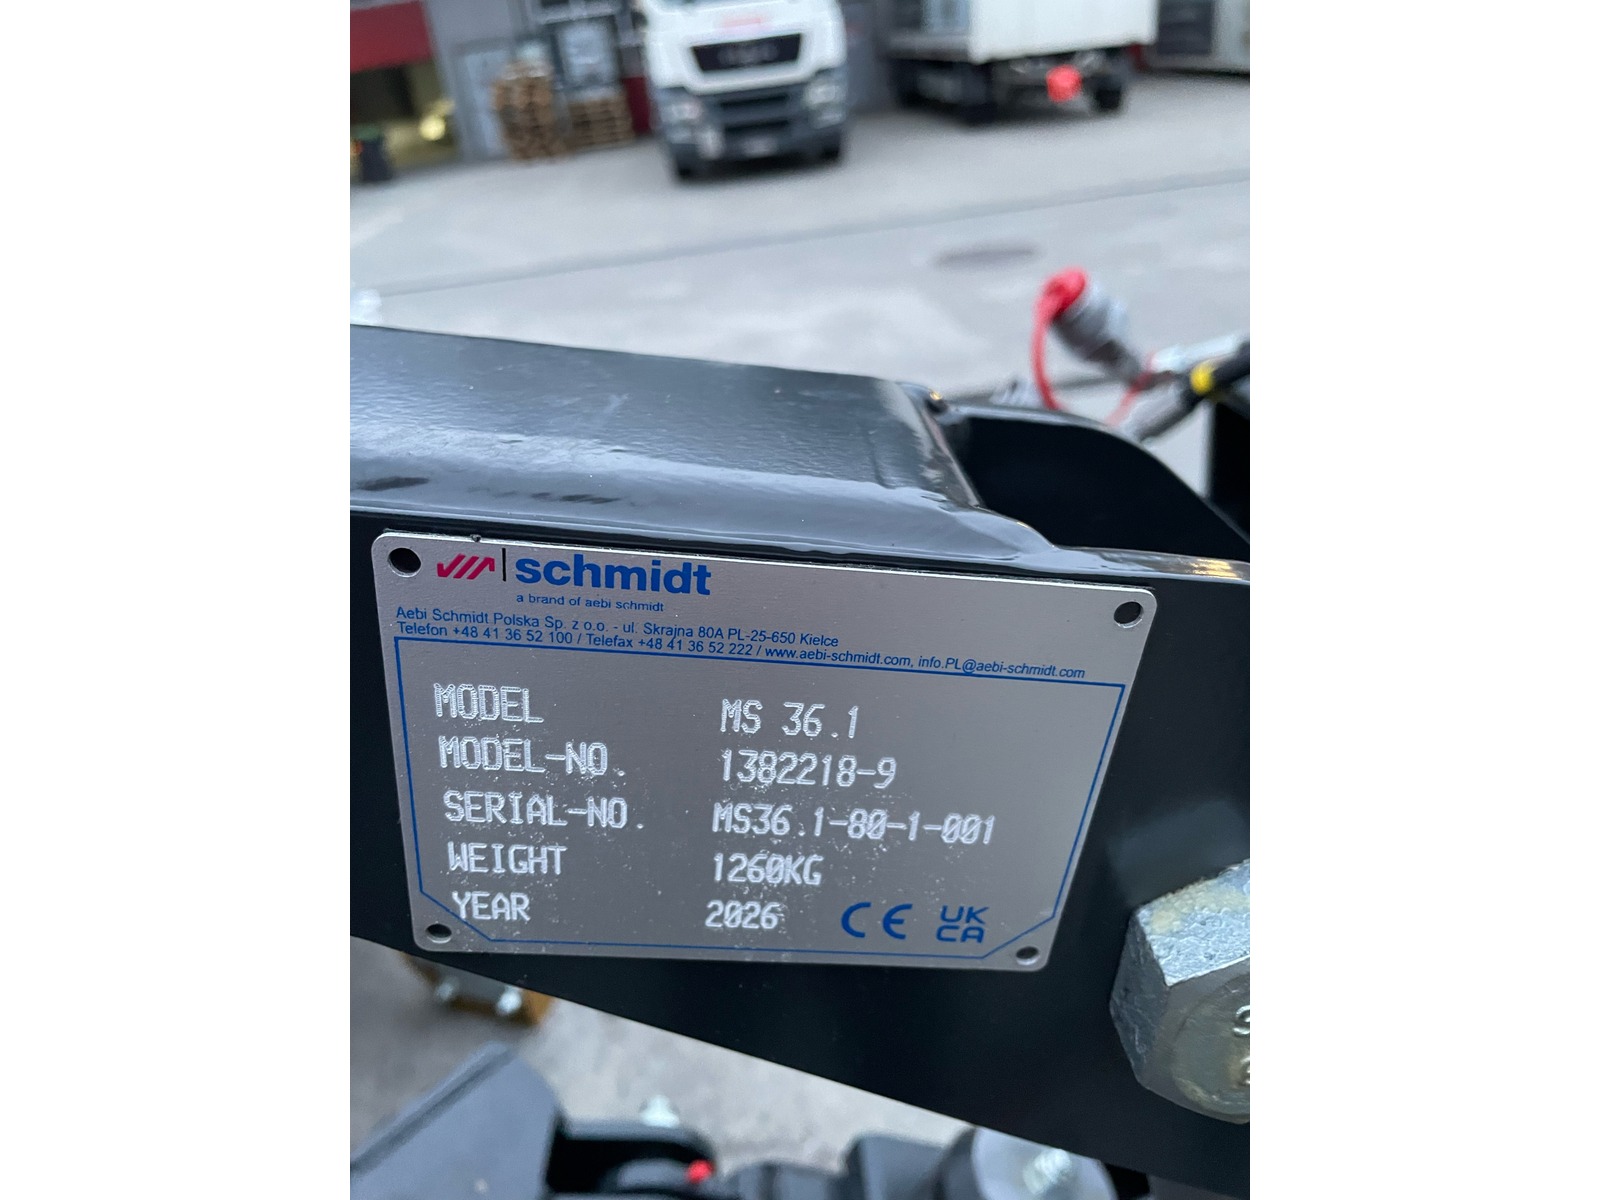 schmidt
a brand of aebi schmidt
Aebi Schmidt Polska Sp. z o.o. - ul. Skrajna 80A PL-25-650 Kielce
Telefon +48 41 36 52 100 / Telefax +48 41 36 52 222 / www.aebi-schmidt.com, info.PL@aebi-schmidt.com
MODEL MS 36.1
MODEL-NO. 1382218-9
SERIAL-NO. MS36.1-80-1-001
WEIGHT 1260KG
YEAR 2026 CE UK
CA